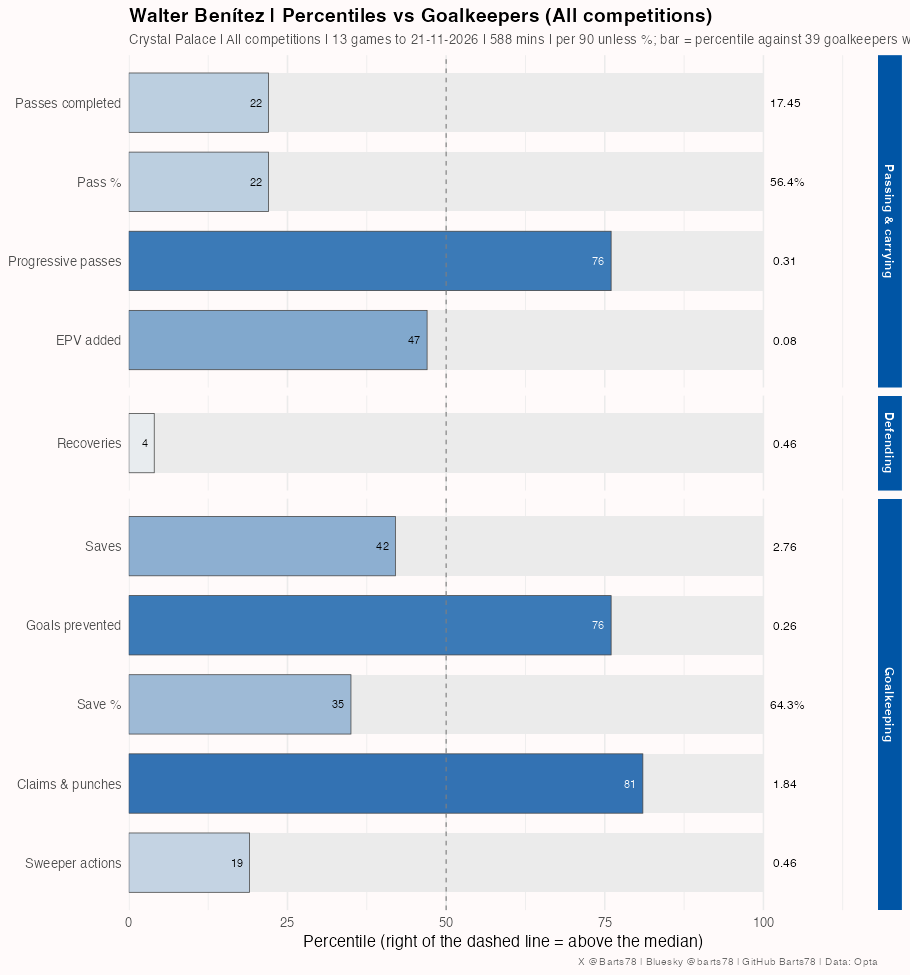 Walter Benítez | Percentiles vs Goalkeepers (All competitions)
Crystal Palace | All competitions | 13 games to 21-11-2026 | 588 mins | per 90 unless %; bar = percentile against 39 goalkeepers w
Passes completed 22 17.45
Pass % 22 56.4%
Progressive passes 76 0.31
EPV added 47 0.08
Passing & carrying
Recoveries 4 0.46
Defending
Saves 42 2.76
Goals prevented 76 0.26
Save % 35 64.3%
Claims & punches 81 1.84
Sweeper actions 19 0.46
Goalkeeping
0 25 50 75 100
Percentile (right of the dashed line = above the median)
X @Barts78 | Bluesky @barts78 | GitHub Barts78 | Data: Opta